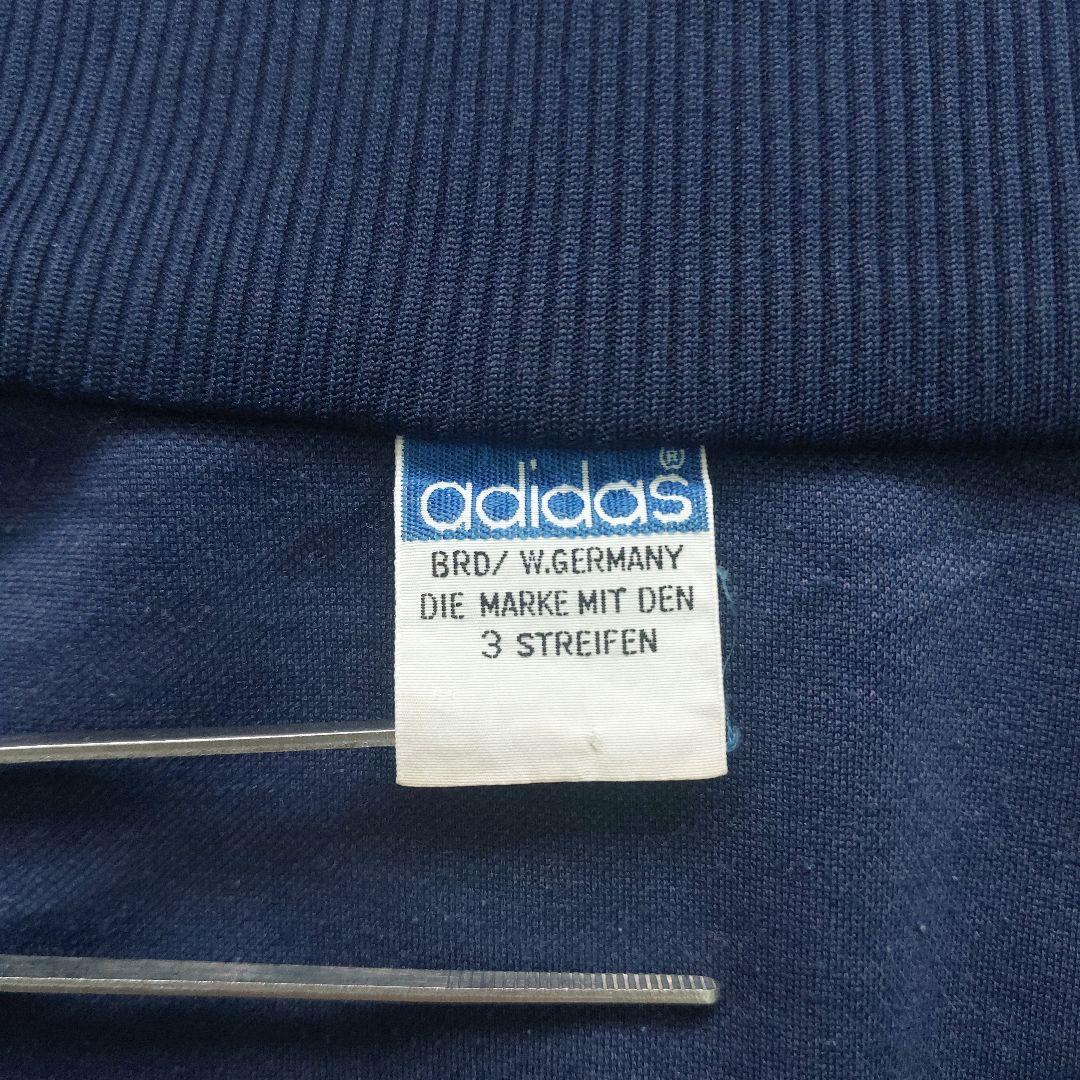 adidas®
BRD/ W.GERMANY
DIE MARKE MIT DEN
3 STREIFEN